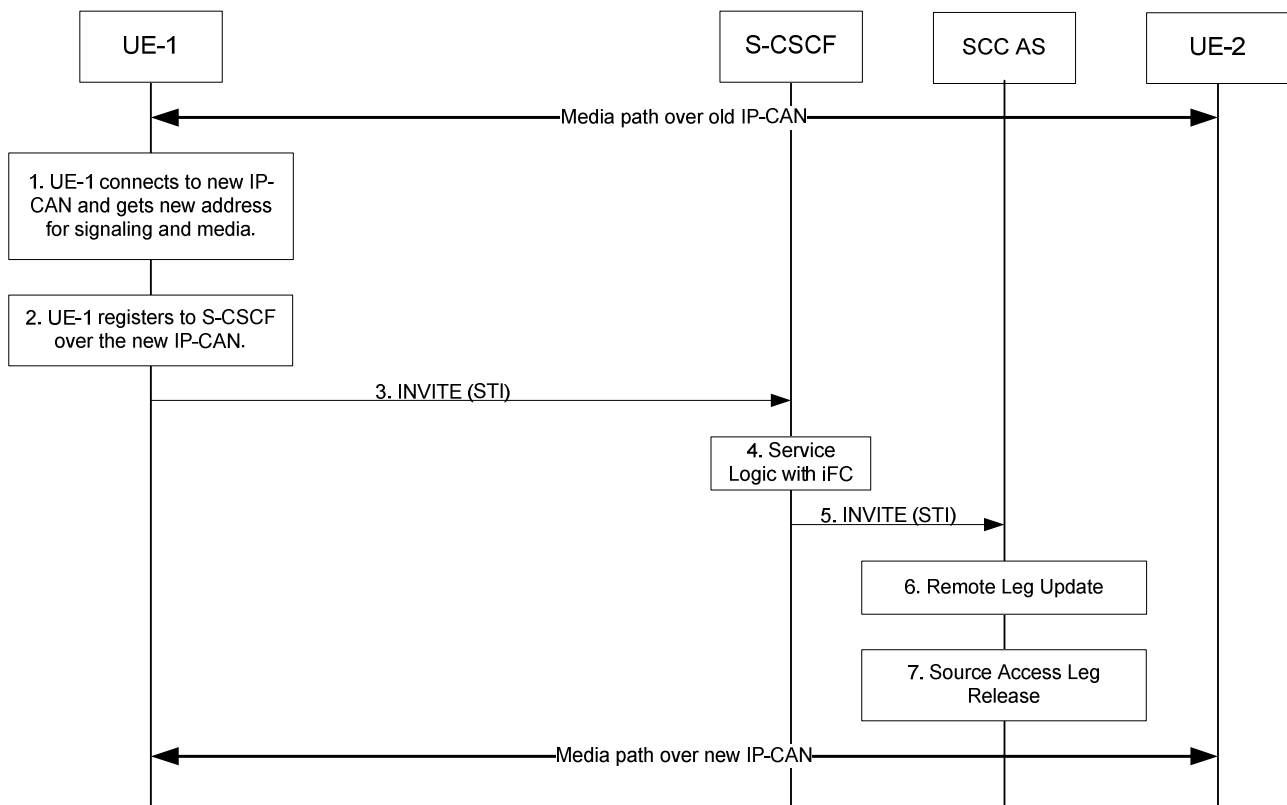 UE-1
S-CSCF
SCC AS
UE-2
Media path over old IP-CAN
1. UE-1 connects to new IP-
CAN and gets new address
for signaling and media.
2. UE-1 registers to S-CSCF
over the new IP-CAN.
3. INVITE (STI)
4. Service
Logic with iFC
5. INVITE (STI)
6. Remote Leg Update
7. Source Access Leg
Release
Media path over new IP-CAN